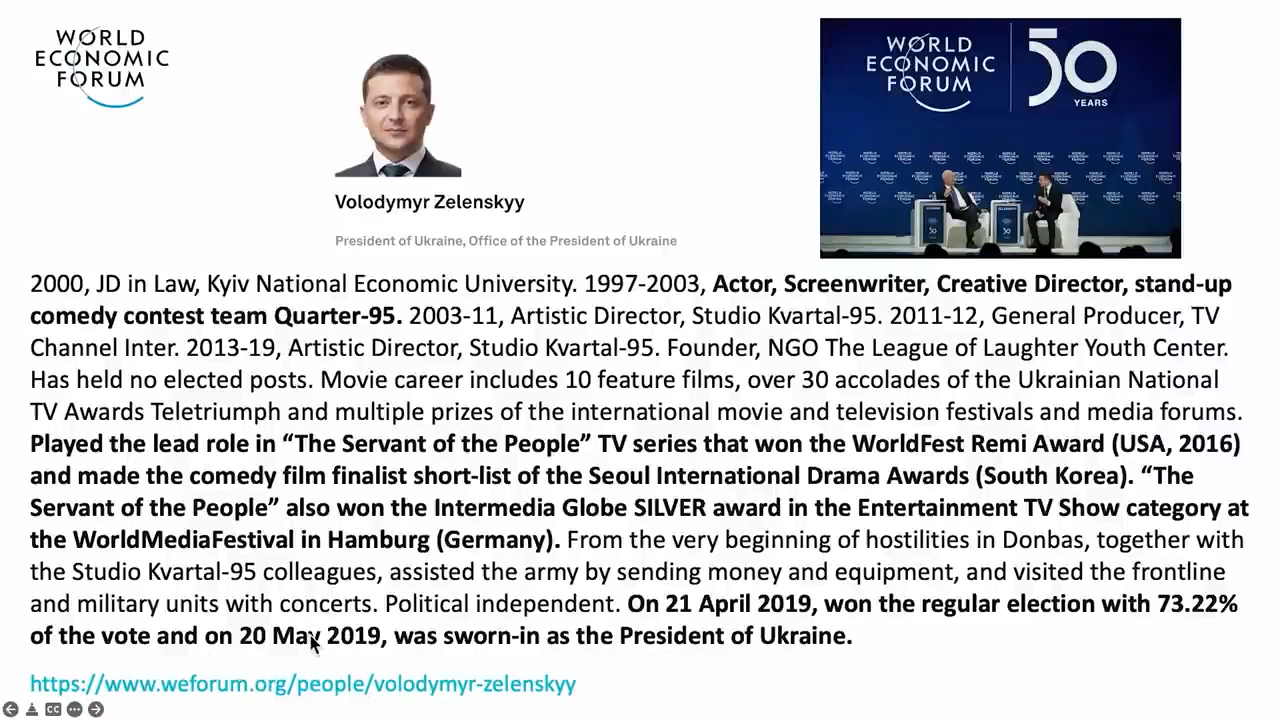 WORLD
ECONOMIC
FORUM
WORLD
ECONOMIC
FORUM
50
YEARS
Volodymyr Zelenskyy
President of Ukraine, Office of the President of Ukraine
2000, JD in Law, Kyiv National Economic University. 1997-2003, Actor, Screenwriter, Creative Director, stand-up
comedy contest team Quarter-95. 2003-11, Artistic Director, Studio Kvartal-95. 2011-12, General Producer, TV
Channel Inter. 2013-19, Artistic Director, Studio Kvartal-95. Founder, NGO The League of Laughter Youth Center.
Has held no elected posts. Movie career includes 10 feature films, over 30 accolades of the Ukrainian National
TV Awards Teletriumph and multiple prizes of the international movie and television festivals and media forums.
Played the lead role in “The Servant of the People” TV series that won the WorldFest Remi Award (USA, 2016)
and made the comedy film finalist short-list of the Seoul International Drama Awards (South Korea). “The
Servant of the People” also won the Intermedia Globe SILVER award in the Entertainment TV Show category at
the WorldMediaFestival in Hamburg (Germany). From the very beginning of hostilities in Donbas, together with
the Studio Kvartal-95 colleagues, assisted the army by sending money and equipment, and visited the frontline
and military units with concerts. Political independent. On 21 April 2019, won the regular election with 73.22%
of the vote and on 20 May 2019, was sworn-in as the President of Ukraine.
https://www.weforum.org/people/volodymyr-zelenskyy